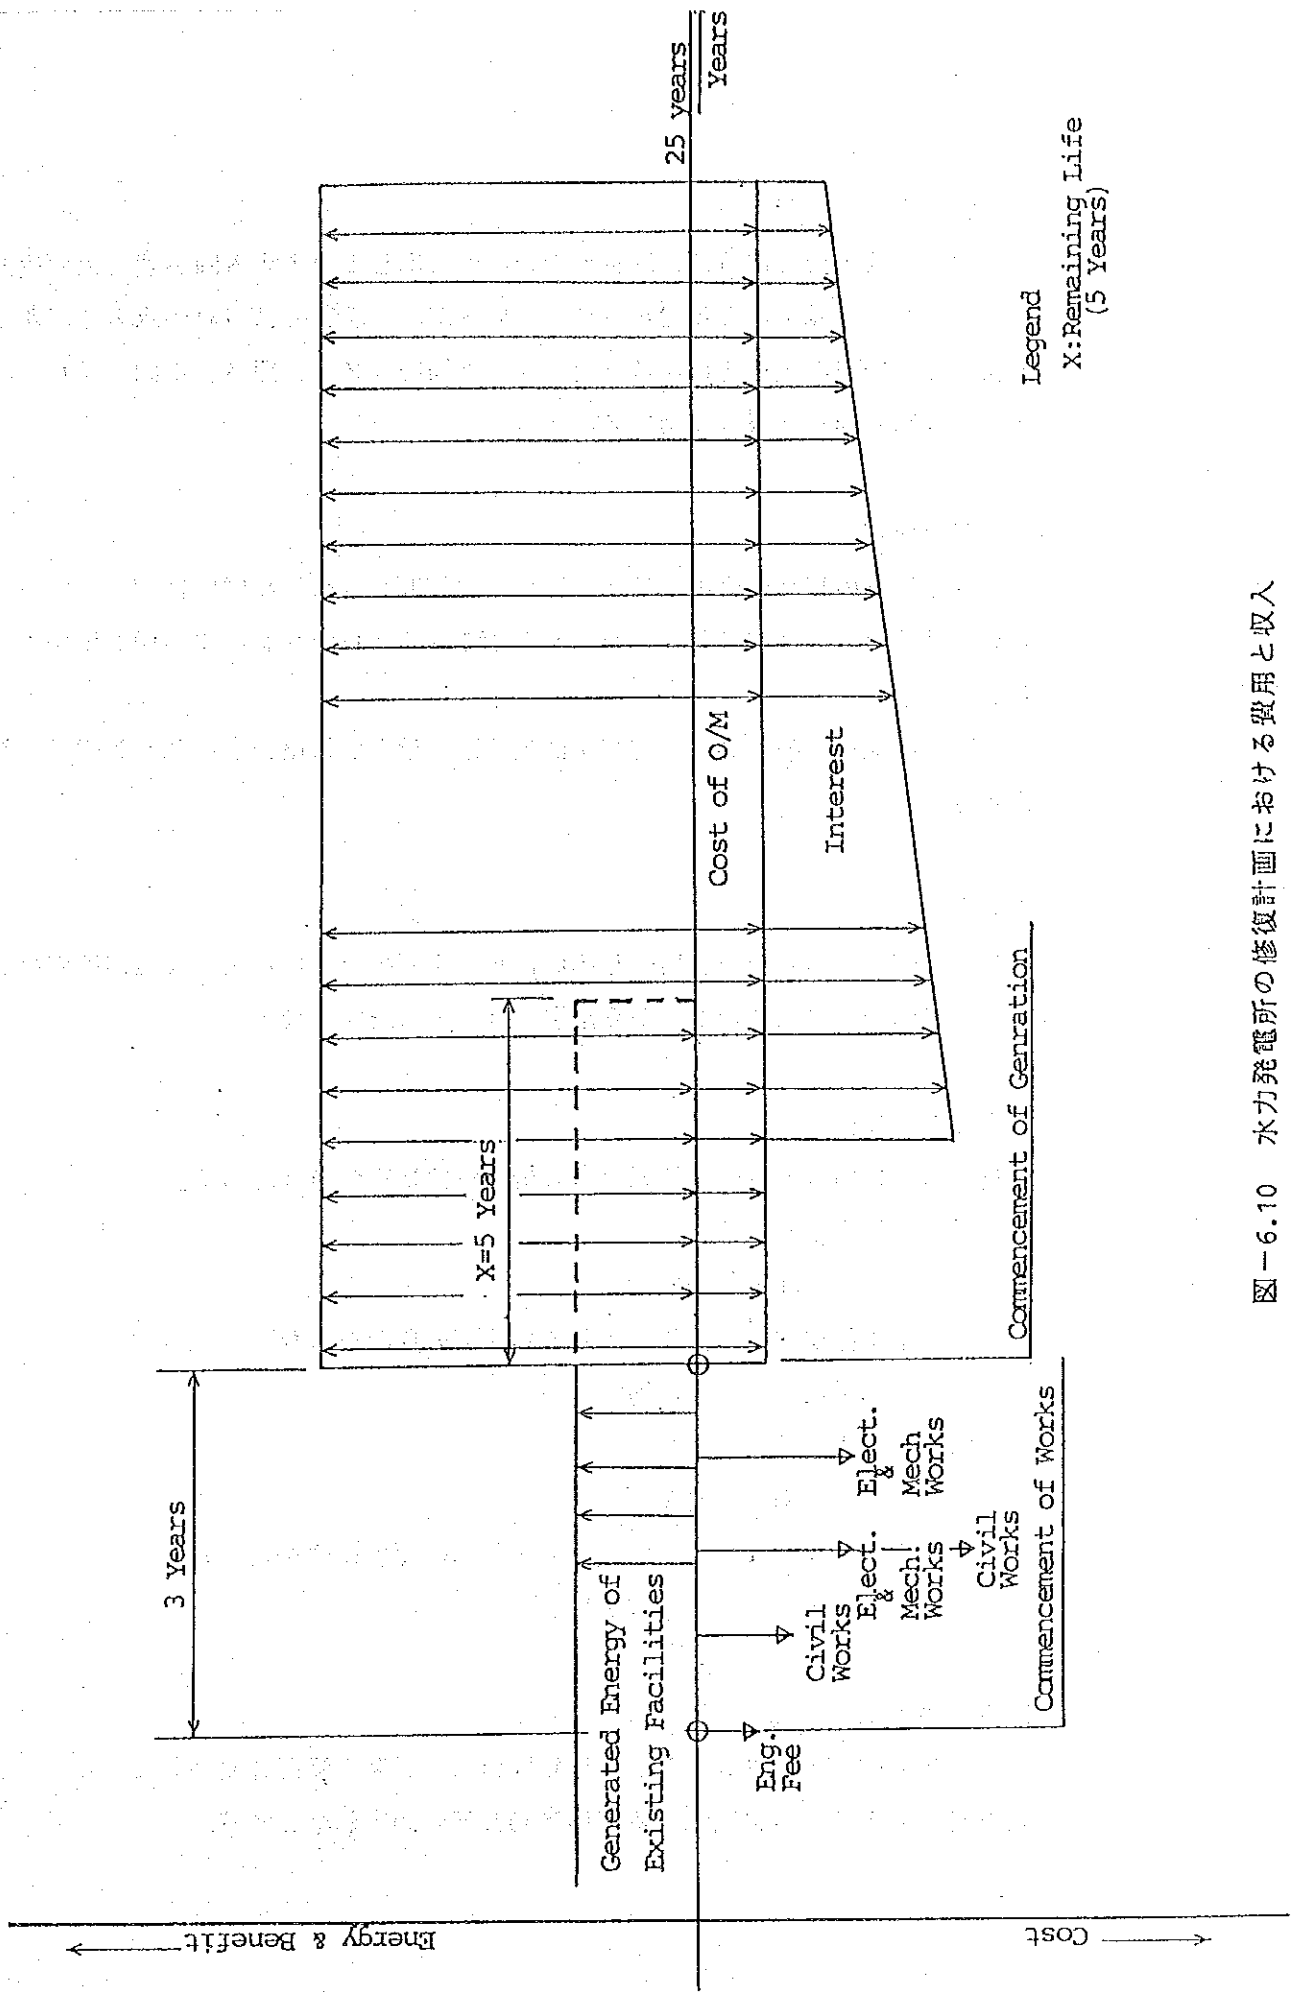 Energy & Benefit
Cost
3 Years
Generated Energy of
Existing Facilities
Eng.
Fee
Civil
Works
Elect.
&
Mech.
Works
Civil
Works
Elect.
&
Mech
Works
Commencement of Works
X=5 Years
Commencement of Genration
Cost of O/M
Interest
25 years
Years
Legend
X:Remaining Life
(5 Years)
図-6.10 水力発電所の修復計画における費用と収入